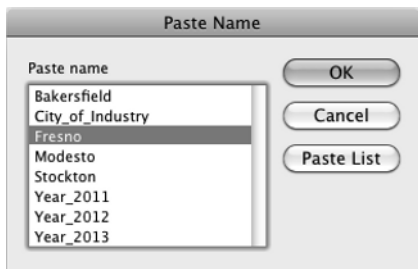 Paste Name
Paste name
Bakersfield
City_of_Industry
Fresno
Modesto
Stockton
Year_2011
Year_2012
Year_2013
OK
Cancel
Paste List